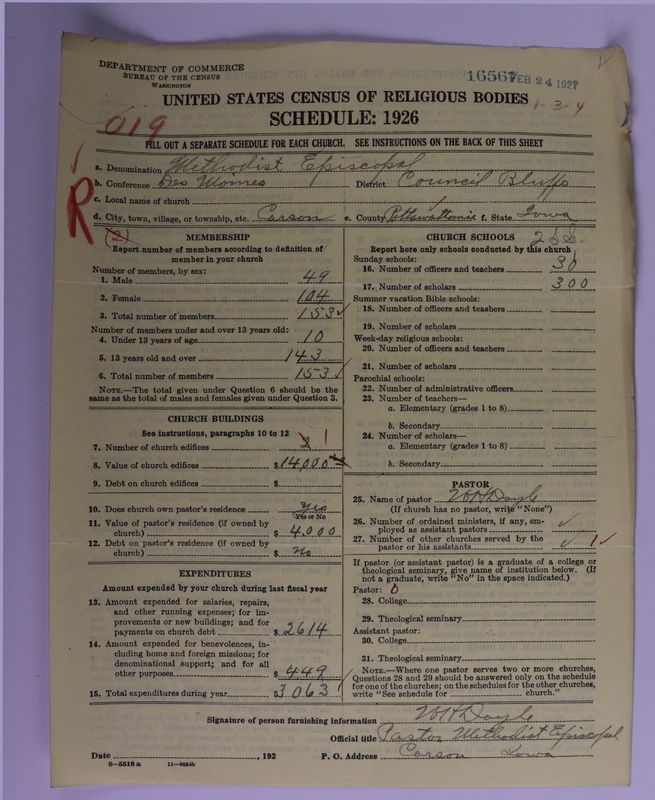 DEPARTMENT OF COMMERCE
BUREAU OF THE CENSUS
WASHINGTON
16567 FEB 24 1927
UNITED STATES CENSUS OF RELIGIOUS BODIES
1-3-4
SCHEDULE: 1926
019
FILL OUT A SEPARATE SCHEDULE FOR EACH CHURCH. SEE INSTRUCTIONS ON THE BACK OF THIS SHEET
a. Denomination Methodist Episcopal
b. Conference Des Moines District Council Bluffs
c. Local name of church
R
d. City, town, village, or township, etc. Carson e. County Pottawattomie f. State Iowa
(2)
MEMBERSHIP
Report number of members according to definition of
member in your church
Number of members, by sex:
1. Male 49
2. Female 104
3. Total number of members 153
Number of members under and over 13 years old:
4. Under 13 years of age 10
5. 13 years old and over 143
6. Total number of members 153
NOTE.—The total given under Question 6 should be the
same as the total of males and females given under Question 3.
CHURCH BUILDINGS
See instructions, paragraphs 10 to 12
7. Number of church edifices 2 1
8. Value of church edifices $14,000
9. Debt on church edifices $
10. Does church own pastor's residence Yes
Yes or No
11. Value of pastor's residence (if owned by
church) $ 4,000
12. Debt on pastor's residence (if owned by
church) $ No
EXPENDITURES
Amount expended by your church during last fiscal year
13. Amount expended for salaries, repairs,
and other running expenses; for im-
provements or new buildings; and for
payments on church debt $ 2614
14. Amount expended for benevolences, in-
cluding home and foreign missions; for
denominational support; and for all
other purposes $ 449
15. Total expenditures during year $3063
CHURCH SCHOOLS 2 S.S.
Report here only schools conducted by this church
Sunday schools:
16. Number of officers and teachers 30
17. Number of scholars 300
Summer vacation Bible schools:
18. Number of officers and teachers
19. Number of scholars
Week-day religious schools:
20. Number of officers and teachers
21. Number of scholars
Parochial schools:
22. Number of administrative officers
23. Number of teachers—
a. Elementary (grades 1 to 8)
b. Secondary
24. Number of scholars—
a. Elementary (grades 1 to 8)
b. Secondary
PASTOR
25. Name of pastor W H Doyle
(If church has no pastor, write "None")
26. Number of ordained ministers, if any, em-
ployed as assistant pastors
27. Number of other churches served by the
pastor or his assistants 1
If pastor (or assistant pastor) is a graduate of a college or
theological seminary, give name of institution below. (If
not a graduate, write "No" in the space indicated.)
Pastor: 0
28. College
29. Theological seminary
Assistant pastor:
30. College
31. Theological seminary
NOTE.—Where one pastor serves two or more churches,
Questions 28 and 29 should be answered only on the schedule
for one of the churches; on the schedules for the other churches,
write "See schedule for church."
Signature of person furnishing information W H Doyle
Official title Pastor Methodist Episcopal
Date , 192 P. O. Address Carson Iowa
8-5518a 11-9664b